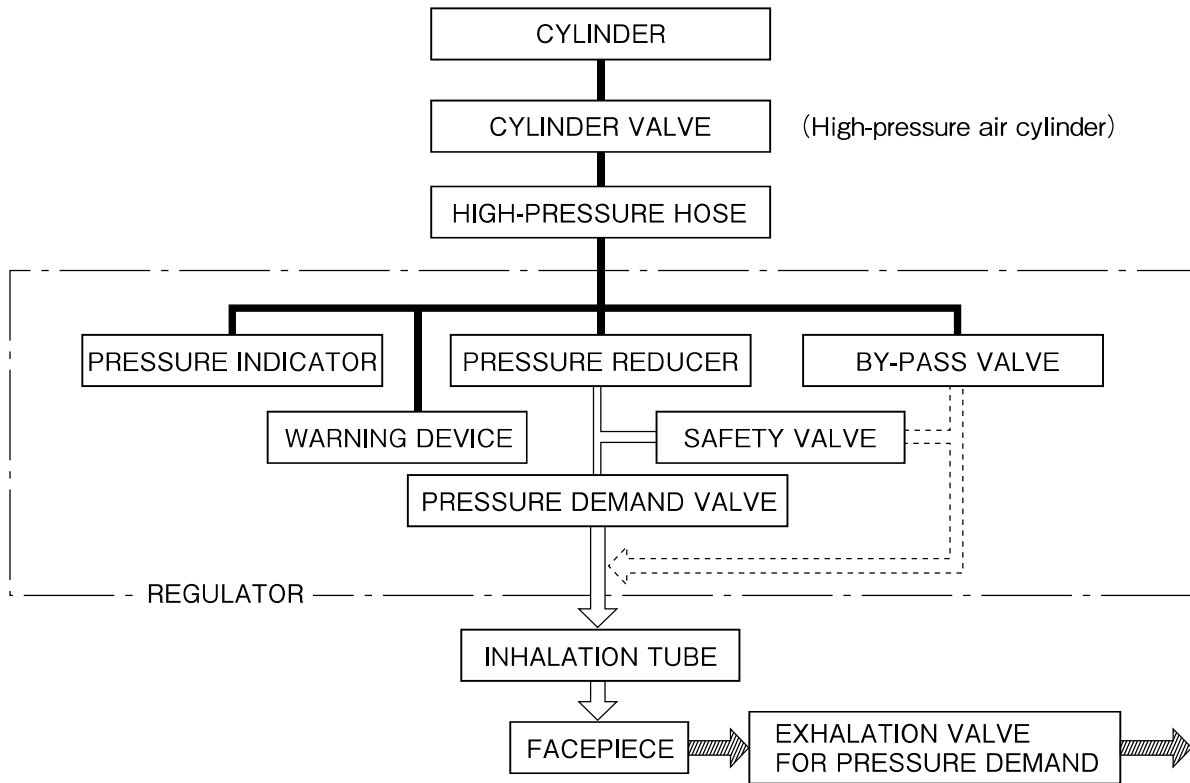 CYLINDER
CYLINDER VALVE
(High-pressure air cylinder)
HIGH-PRESSURE HOSE
PRESSURE INDICATOR
PRESSURE REDUCER
BY-PASS VALVE
WARNING DEVICE
SAFETY VALVE
PRESSURE DEMAND VALVE
REGULATOR
INHALATION TUBE
FACEPIECE
EXHALATION VALVE
FOR PRESSURE DEMAND